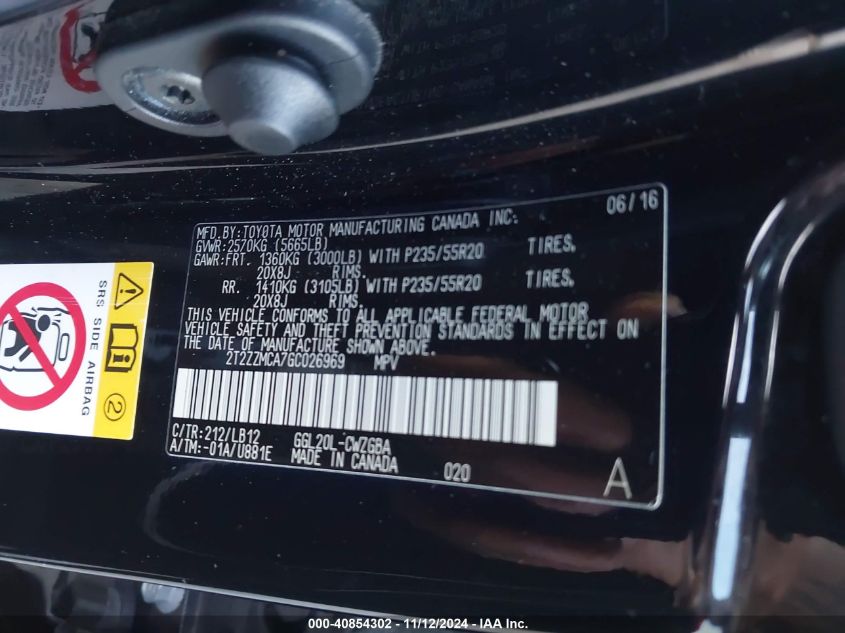 MFD. BY: TOYOTA MOTOR MANUFACTURING CANADA INC. 06/16
GVWR: 2570KG (5665LB)
GAWR: FRT. 1360KG (3000LB) WITH P235/55R20 TIRES,
20X8J RIMS.
RR. 1410KG (3105LB) WITH P235/55R20 TIRES,
20X8J RIMS.
THIS VEHICLE CONFORMS TO ALL APPLICABLE FEDERAL MOTOR
VEHICLE SAFETY AND THEFT PREVENTION STANDARDS IN EFFECT ON
THE DATE OF MANUFACTURE SHOWN ABOVE.
2T2ZZMCA7GC026969 MPV
C/TR: 212/LB12 GGL20L-CWZGBA
A/TM: -01A/U881E MADE IN CANADA 020
A
SRS SIDE AIRBAG
2
000-40854302 - 11/12/2024 - IAA Inc.